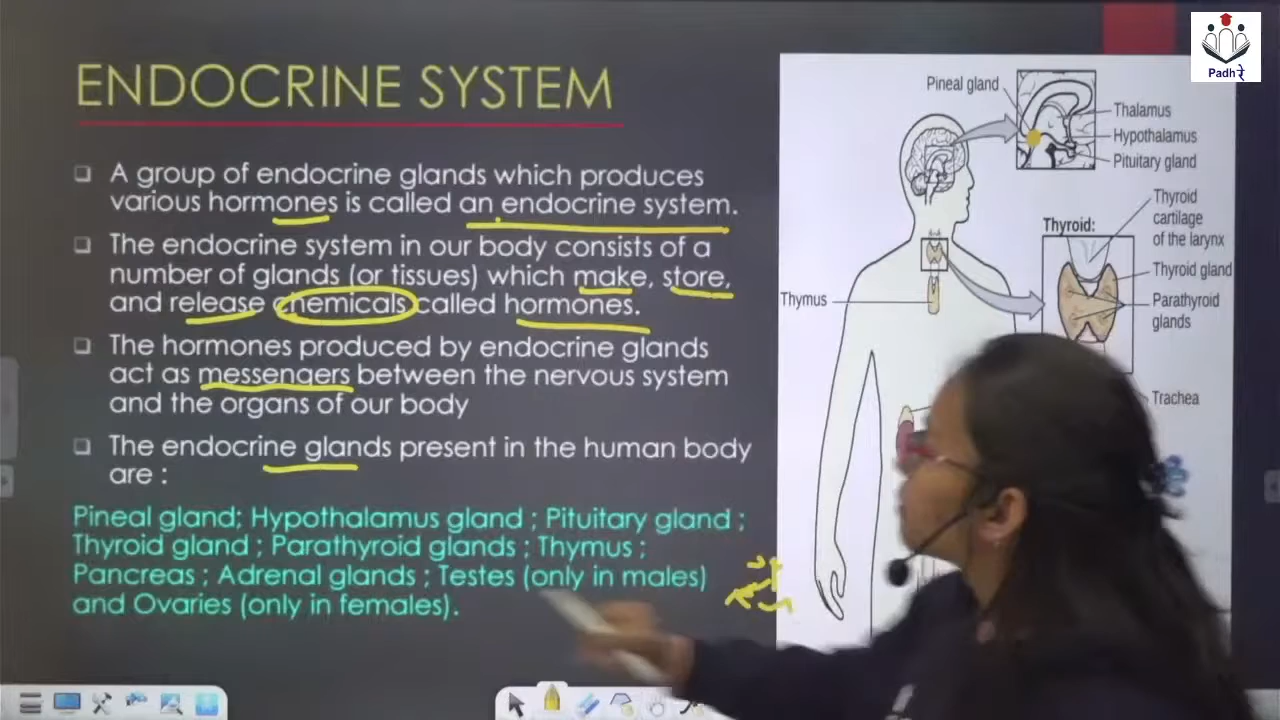 ENDOCRINE SYSTEM
A group of endocrine glands which produces
various hormones is called an endocrine system.
The endocrine system in our body consists of a
number of glands (or tissues) which make, store,
and release chemicals called hormones.
The hormones produced by endocrine glands
act as messengers between the nervous system
and the organs of our body
The endocrine glands present in the human body
are :
Pineal gland; Hypothalamus gland ; Pituitary gland ;
Thyroid gland ; Parathyroid glands ; Thymus ;
Pancreas ; Adrenal glands ; Testes (only in males)
and Ovaries (only in females).
Pineal gland
Thalamus
Hypothalamus
Pituitary gland
Thyroid
cartilage
of the larynx
Thyroid:
Thyroid gland
Parathyroid
glands
Thymus
Trachea
Padhरे